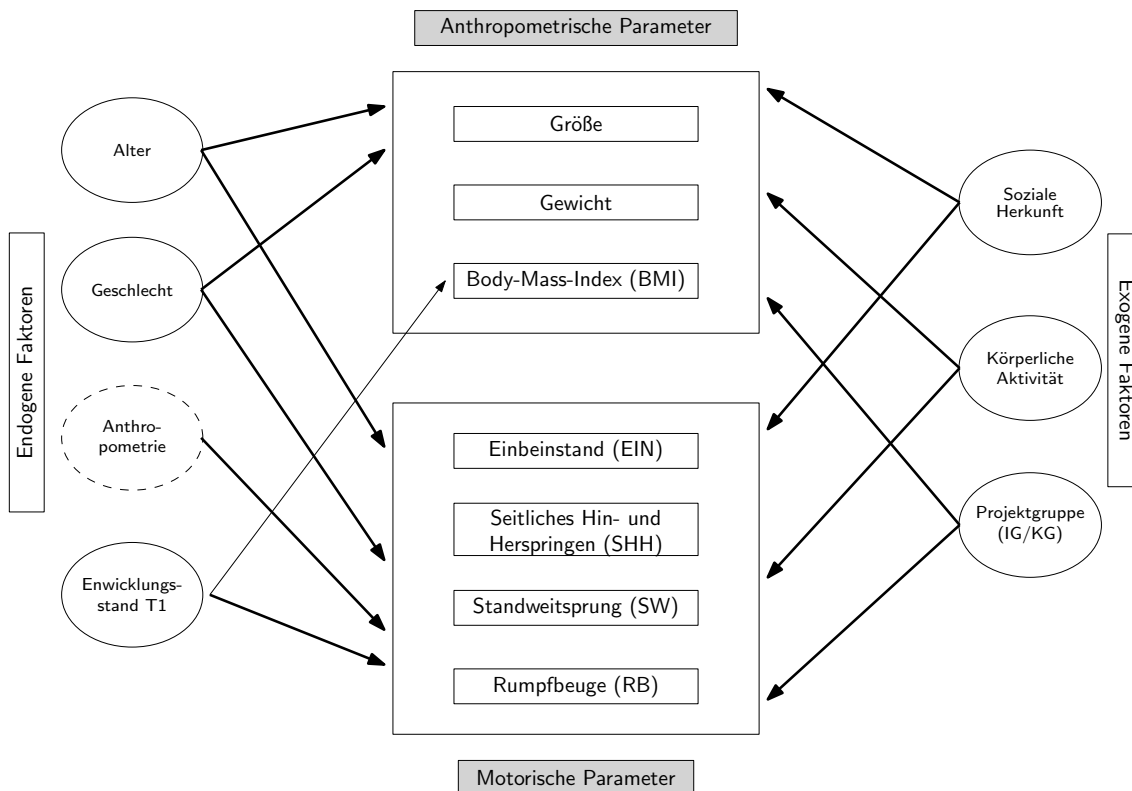 Anthropometrische Parameter
Endogene Faktoren
Alter
Geschlecht
Anthro-
pometrie
Enwicklungs-
stand T1
Größe
Gewicht
Body-Mass-Index (BMI)
Einbeinstand (EIN)
Seitliches Hin- und
Herspringen (SHH)
Standweitsprung (SW)
Rumpfbeuge (RB)
Soziale
Herkunft
Körperliche
Aktivität
Projektgruppe
(IG/KG)
Exogene Faktoren
Motorische Parameter